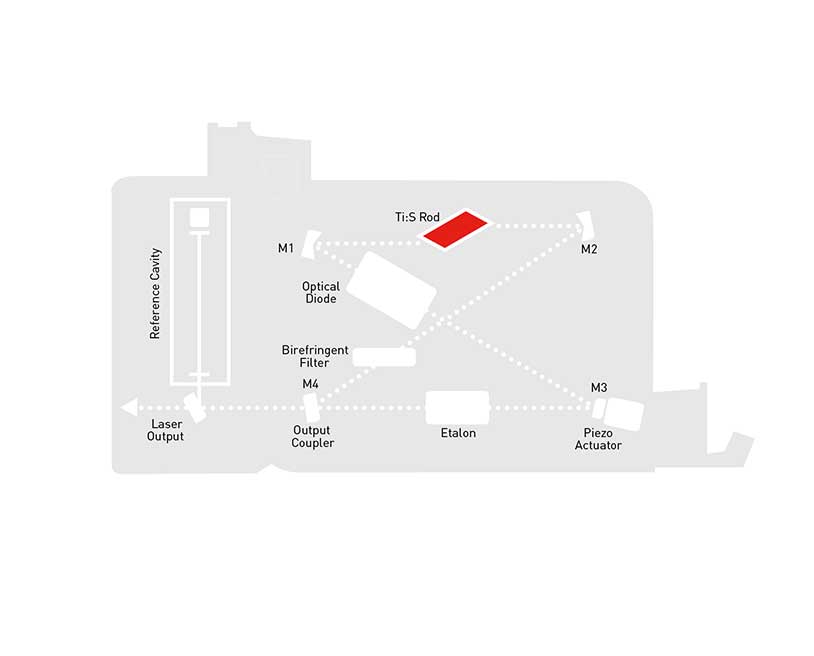 Ti:S Rod
M1
M2
Reference Cavity
Optical
Diode
Birefringent
Filter
M4
M3
Laser
Output
Output
Coupler
Etalon
Piezo
Actuator